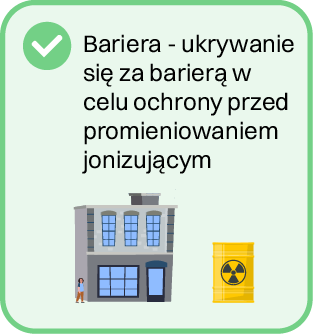 Bariera - ukrywanie
się za barierą w
celu ochrony przed
promieniowaniem
jonizującym